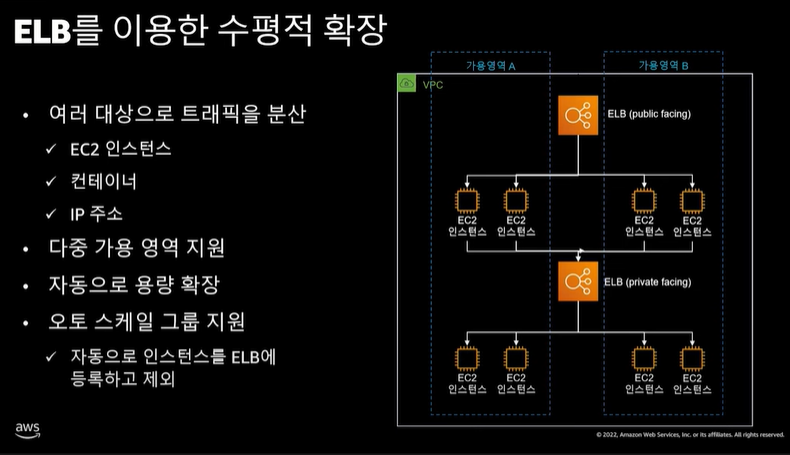 ELB를 이용한 수평적 확장
• 여러 대상으로 트래픽을 분산
✓ EC2 인스턴스
✓ 컨테이너
✓ IP 주소
• 다중 가용 영역 지원
• 자동으로 용량 확장
• 오토 스케일 그룹 지원
✓ 자동으로 인스턴스를 ELB에
등록하고 제외
가용영역 A
가용영역 B
VPC
ELB (public facing)
EC2
인스턴스
EC2
인스턴스
EC2
인스턴스
EC2
인스턴스
ELB (private facing)
EC2
인스턴스
EC2
인스턴스
EC2
인스턴스
EC2
인스턴스
aws
© 2022, Amazon Web Services, Inc. or its affiliates. All rights reserved.